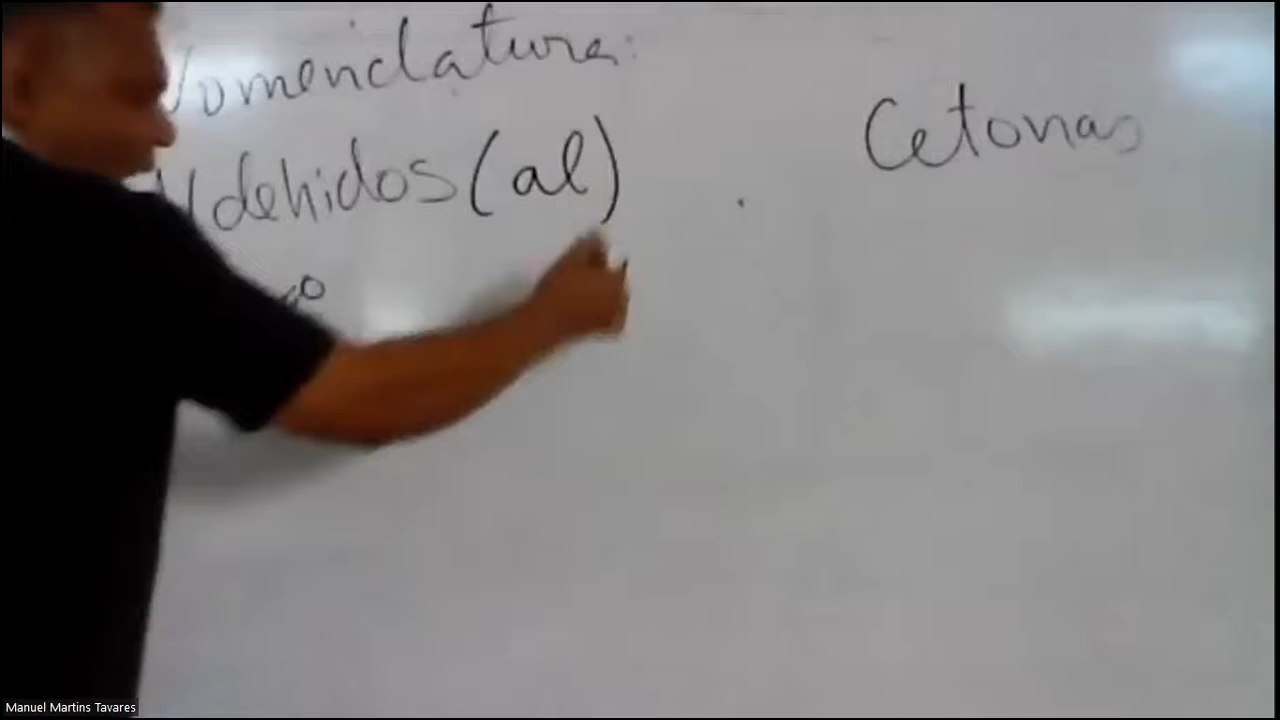 Nomenclatura:
Aldehidos (al)
Cetonas
Manuel Martins Tavares